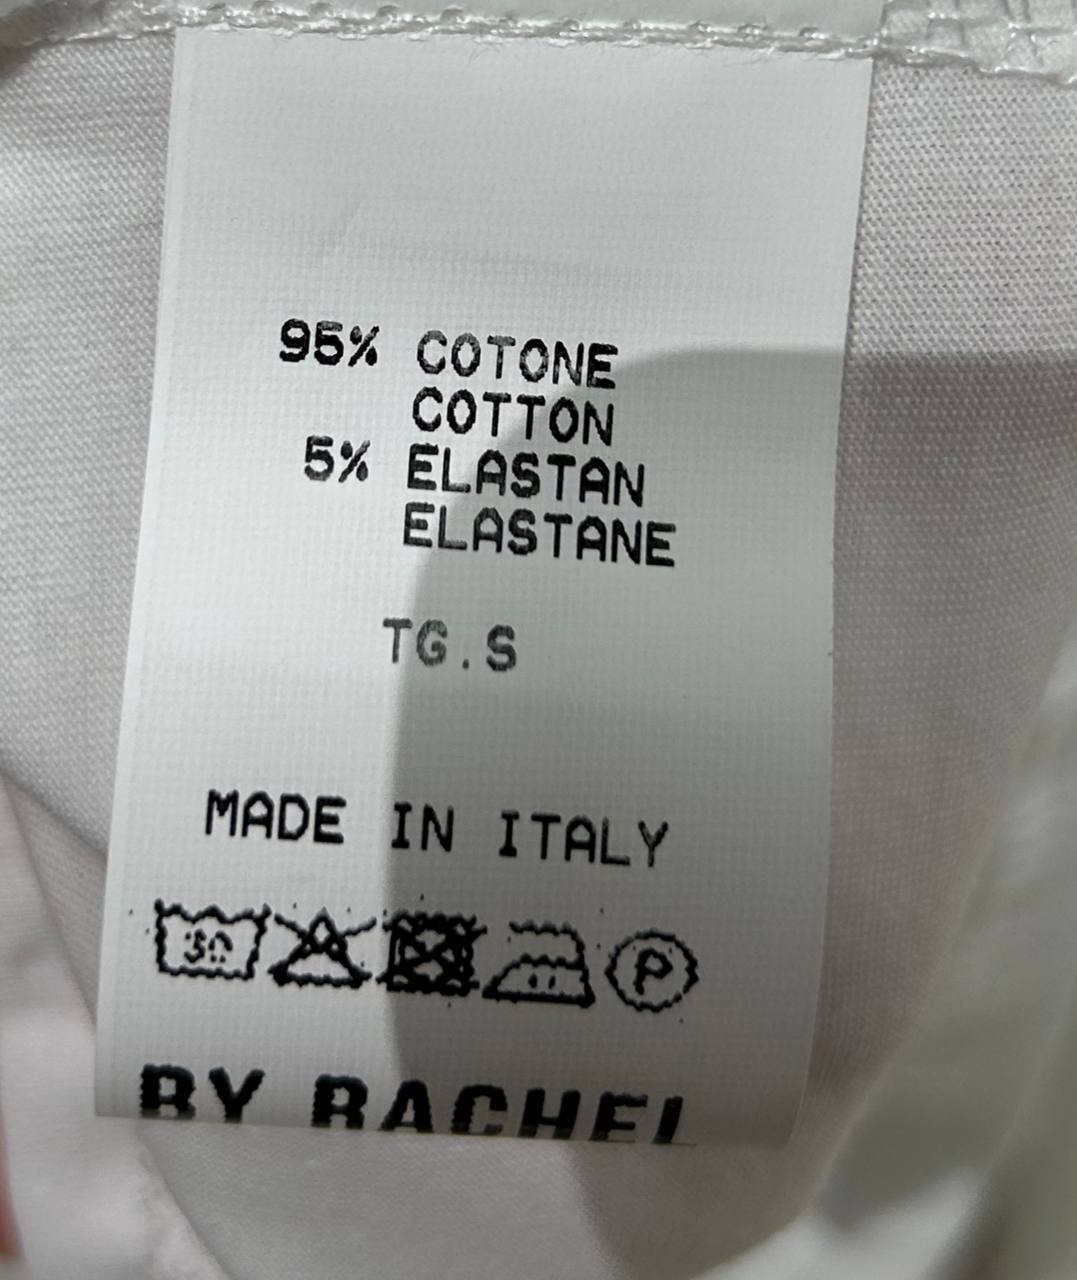 95% COTONE
COTTON
5% ELASTAN
ELASTANE
TG.S
MADE IN ITALY
30
P
BY RACHEL